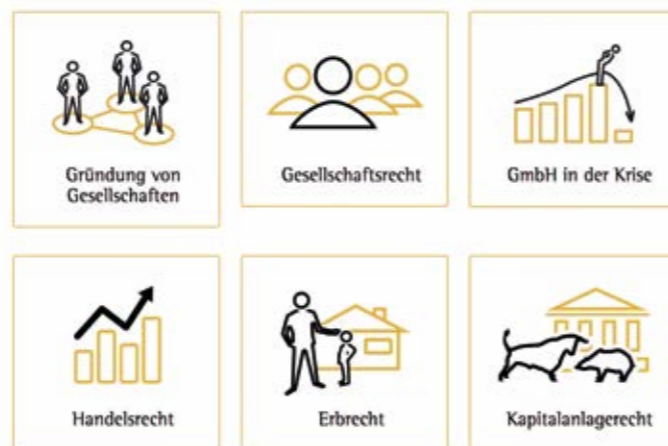 Gründung von
Gesellschaften
Gesellschaftsrecht
GmbH in der Krise
Handelsrecht
Erbrecht
Kapitalanlagerecht